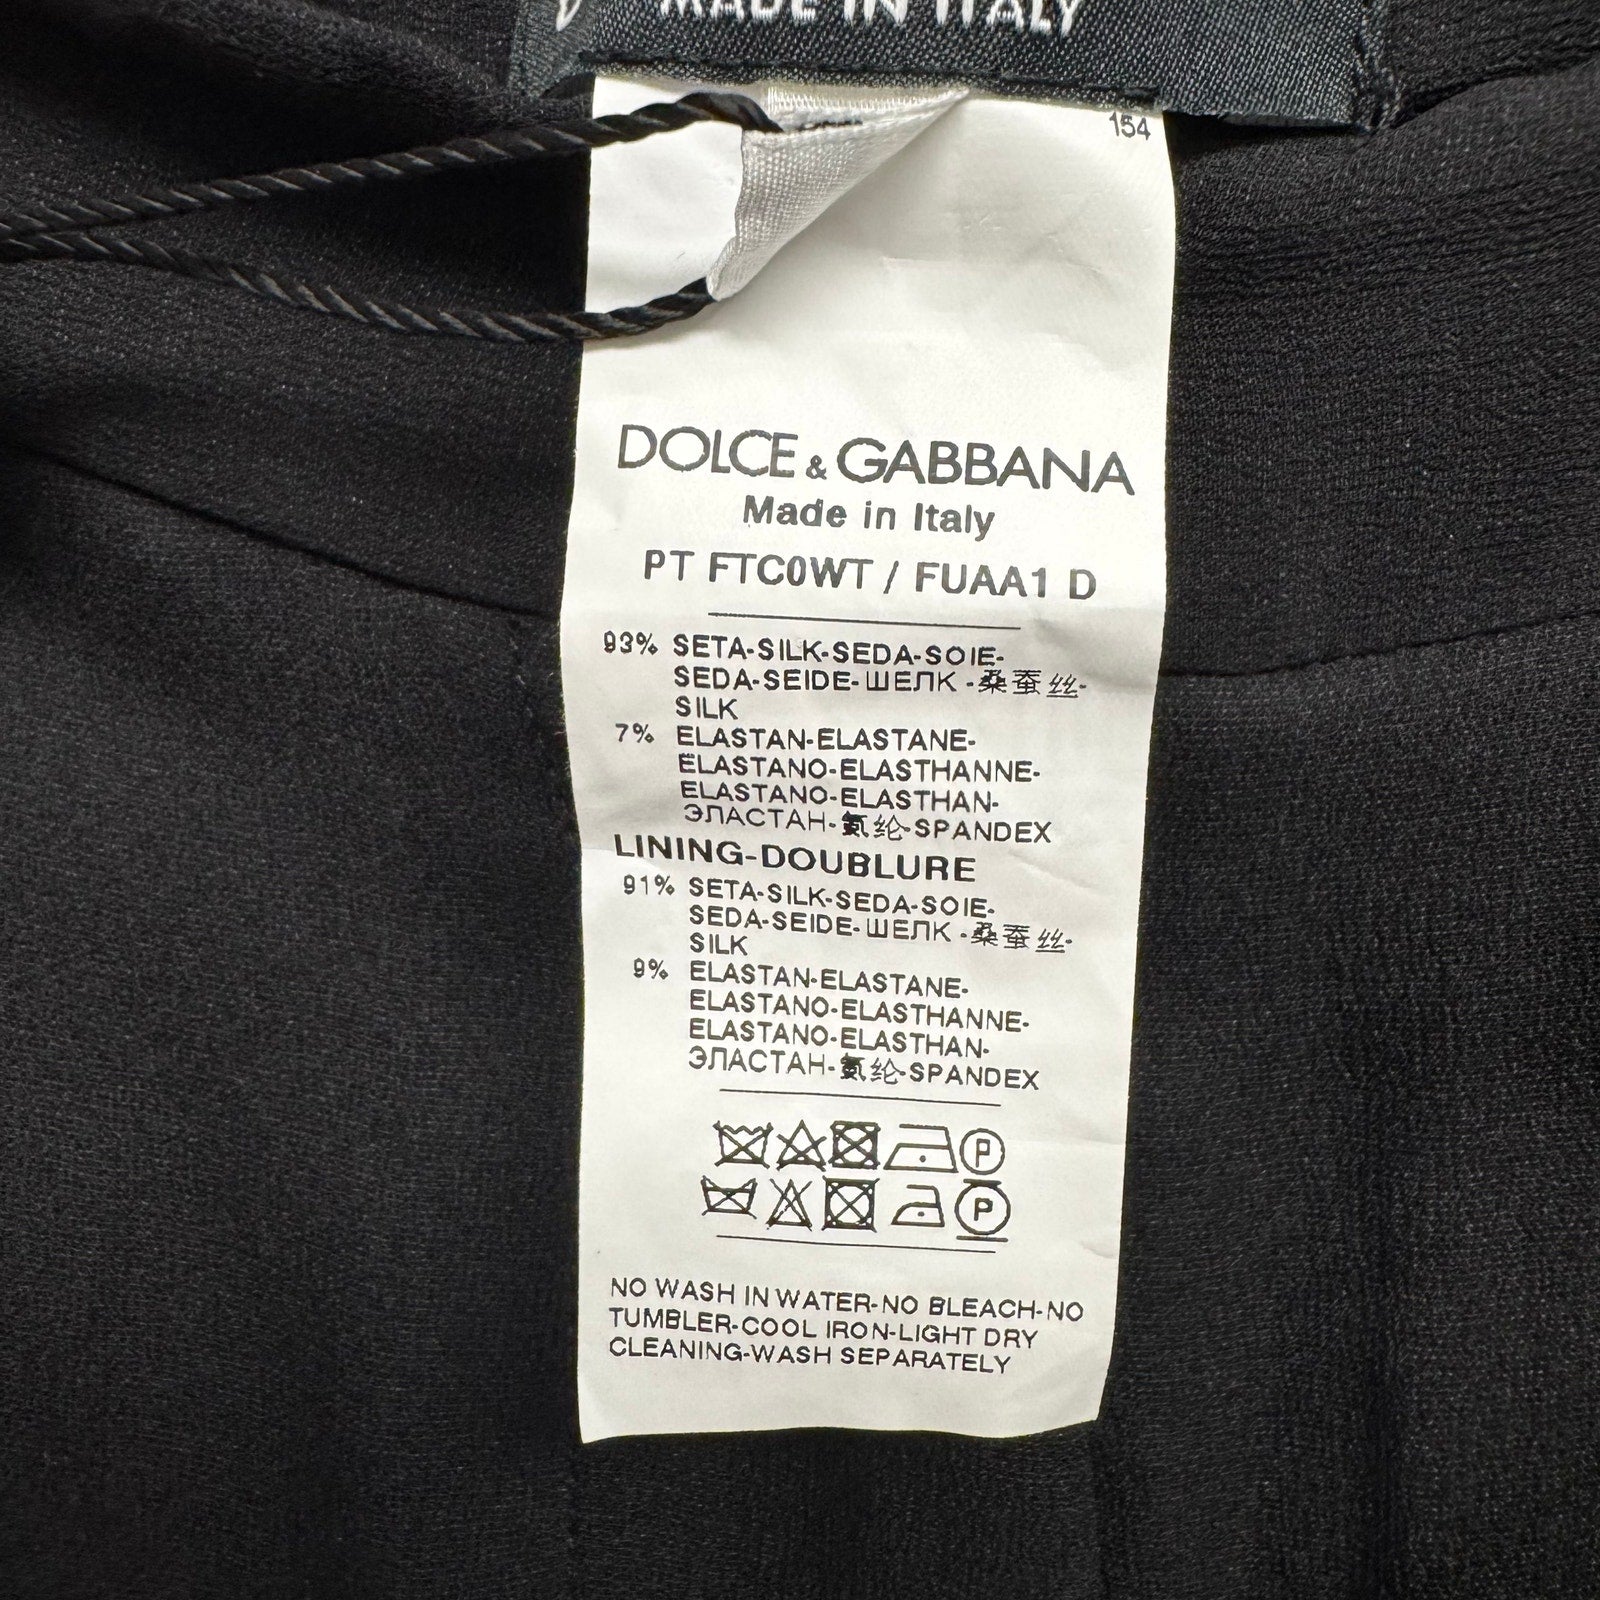 MADE IN ITALY
154
DOLCE & GABBANA
Made in Italy
PT FTC0WT / FUAA1 D
93% SETA-SILK-SEDA-SOIE-
SEDA-SEIDE-ШЕЛК-桑蚕丝-
SILK
7% ELASTAN-ELASTANE-
ELASTANO-ELASTHANNE-
ELASTANO-ELASTHAN-
ЭЛАСТАН-氨纶-SPANDEX
LINING-DOUBLURE
91% SETA-SILK-SEDA-SOIE-
SEDA-SEIDE-ШЕЛК-桑蚕丝-
SILK
9% ELASTAN-ELASTANE-
ELASTANO-ELASTHANNE-
ELASTANO-ELASTHAN-
ЭЛАСТАН-氨纶-SPANDEX
P
P
NO WASH IN WATER-NO BLEACH-NO
TUMBLER-COOL IRON-LIGHT DRY
CLEANING-WASH SEPARATELY